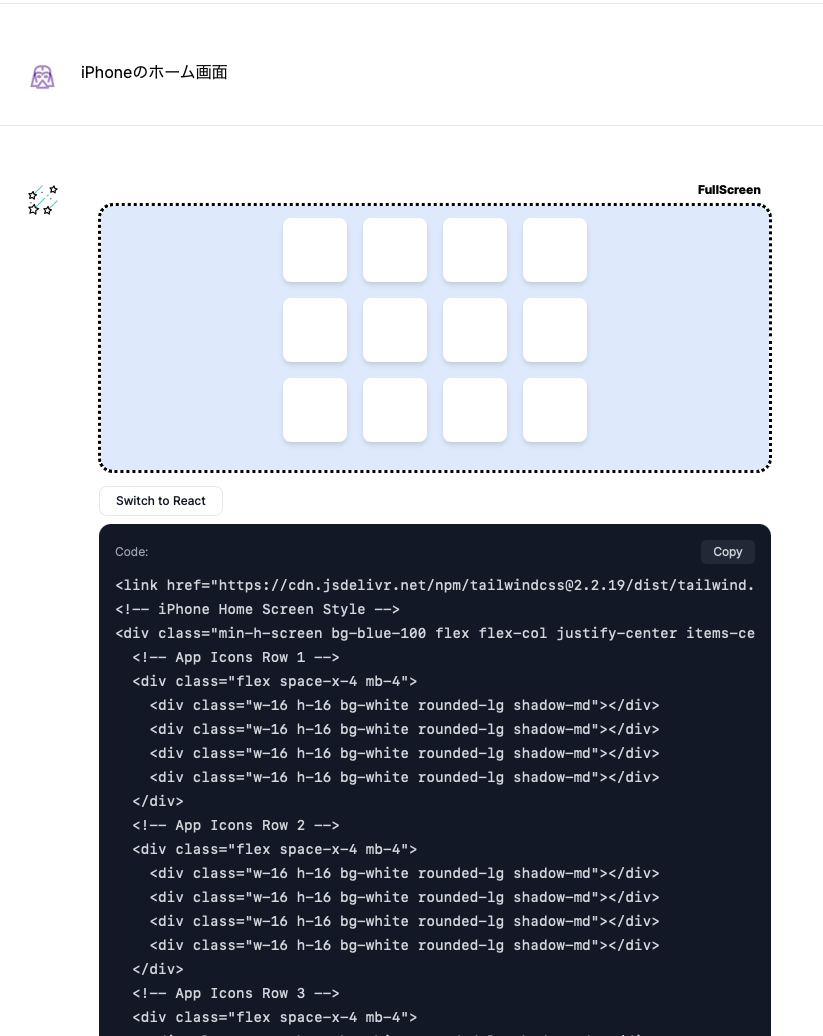 iPhoneのホーム画面
FullScreen
Switch to React
Code:
Copy
<link href="https://cdn.jsdelivr.net/npm/tailwindcss@2.2.19/dist/tailwind.
<!-- iPhone Home Screen Style -->
<div class="min-h-screen bg-blue-100 flex flex-col justify-center items-ce
<!-- App Icons Row 1 -->
<div class="flex space-x-4 mb-4">
<div class="w-16 h-16 bg-white rounded-lg shadow-md"></div>
<div class="w-16 h-16 bg-white rounded-lg shadow-md"></div>
<div class="w-16 h-16 bg-white rounded-lg shadow-md"></div>
<div class="w-16 h-16 bg-white rounded-lg shadow-md"></div>
</div>
<!-- App Icons Row 2 -->
<div class="flex space-x-4 mb-4">
<div class="w-16 h-16 bg-white rounded-lg shadow-md"></div>
<div class="w-16 h-16 bg-white rounded-lg shadow-md"></div>
<div class="w-16 h-16 bg-white rounded-lg shadow-md"></div>
<div class="w-16 h-16 bg-white rounded-lg shadow-md"></div>
</div>
<!-- App Icons Row 3 -->
<div class="flex space-x-4 mb-4">